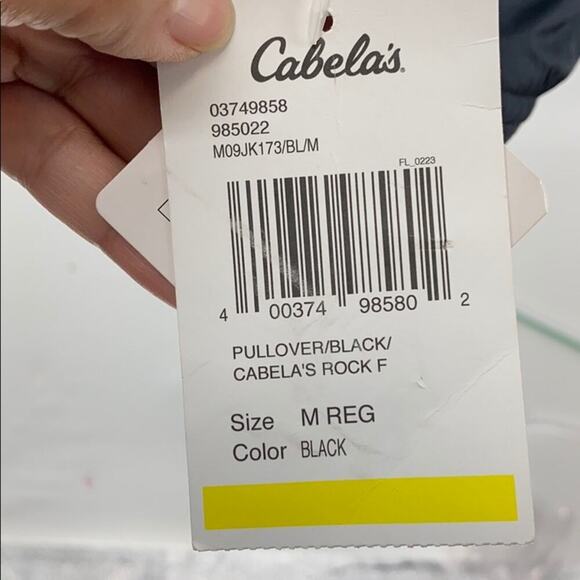 Cabela's
03749858
985022
M09JK173/BL/M
FL_0223
4 00374 98580 2
PULLOVER/BLACK/
CABELA'S ROCK F
Size M REG
Color BLACK